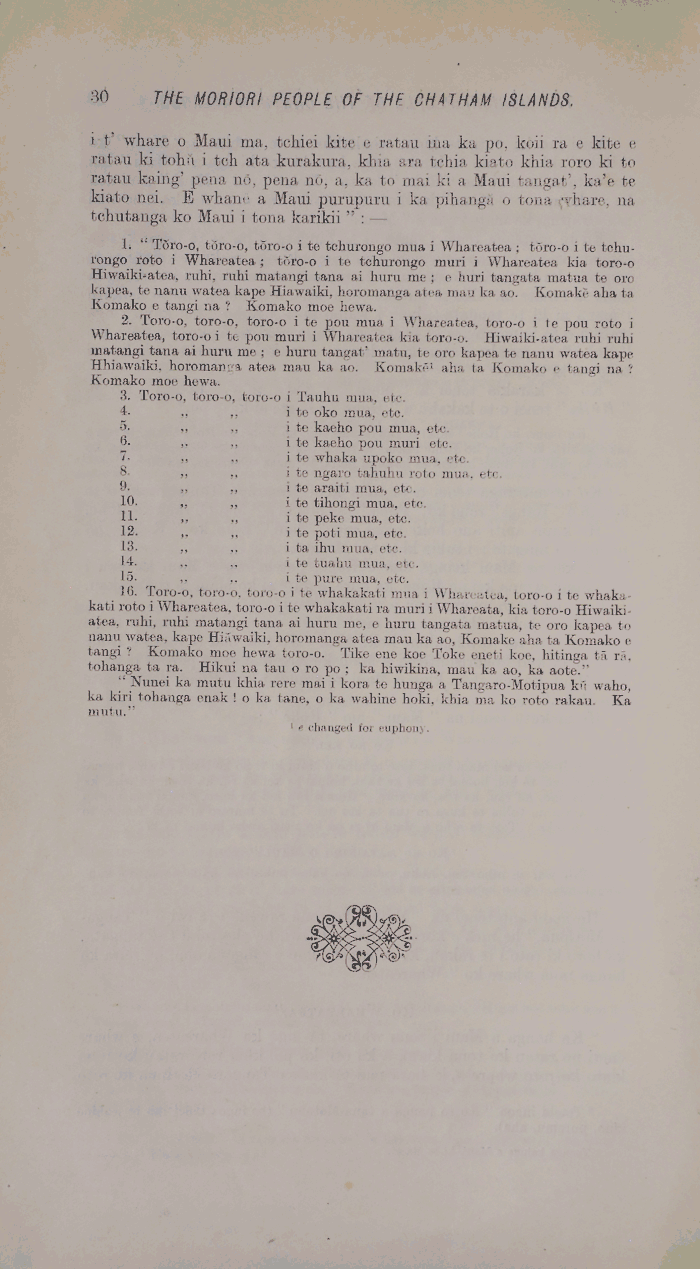 30 THE MORIORI PEOPLE OF THE CHATHAM ISLANDS.
i t' whare o Maui ma, tchiei kite e ratau ma ka po, koii ra e kite e
ratau ki tohā i tch ata kurakura, khia ara tchia kiato khia roro ki to
ratau kaing' pena nō, pena nō, a, ka to mai ki a Maui tangat', ka'e te
kiato nei. E whane a Maui purupuru i ka pihangā o tona whare, na
tchutanga ko Maui i tona karikii " : —
1. " Tōro-o, tōro-o, tōro-o i te tchurongo mua i Whareatea ; tōro-o i te tchu-
rongo roto i Whareatea ; tōro-o i te tchurongo muri i Whareatea kia toro-o
Hiwaiki-atea, ruhi, ruhi matangi tana ai huru me ; e huri tangata matua te oro
kapea, te nanu watea kape Hiawaiki, horomanga atea mau ka ao. Komakē aha ta
Komako e tangi na ? Komako moe hewa.
2. Toro-o, toro-o, toro-o i te pou mua i Whareatea, toro-o i te pou roto i
Whareatea, toro-o i te pou muri i Whareatea kia toro-o. Hiwaiki-atea ruhi ruhi
matangi tana ai huru me ; e huru tangat' matu, te oro kapea te nanu watea kape
Hhiawaiki, horomanga atea mau ka ao. Komakē¹ aha ta Komako e tangi na ?
Komako moe hewa.
3. Toro-o, toro-o, toro-o i Tauhu mua, etc.
4. ,, ,, i te oko mua, etc.
5. ,, ,, i te kaeho pou mua, etc.
6. ,, ,, i te kaeho pou muri etc.
7. ,, ,, i te whaka upoko mua, etc.
8. ,, ,, i te ngaro tahuhu roto mua, etc.
9. ,, ,, i te araiti mua, etc.
10. ,, ,, i te tihongi mua, etc.
11. ,, ,, i te peke mua, etc.
12. ,, ,, i te poti mua, etc.
13. ,, ,, i ta ihu mua, etc.
14. ,, ,, i te tuahu mua, etc.
15. ,, ,, i te pure mua, etc.
16. Toro-o, toro-o, toro-o i te whakakati mua i Whareatea, toro-o i te whaka-
kati roto i Whareatea, toro-o i te whakakati ra muri i Whareata, kia toro-o Hiwaiki-
atea, ruhi, ruhi matangi tana ai huru me, e huru tangata matua, te oro kapea te
nanu watea, kape Hiāwaiki, horomanga atea mau ka ao, Komake aha ta Komako e
tangi ? Komako moe hewa toro-o. Tike ene koe Toke eneti koe, hitinga tā rā,
tohanga ta ra. Hikui na tau o ro po ; ka hiwikina, mau ka ao, ka aote."
" Nunei ka mutu khia rere mai i kora te hunga a Tangaro-Motipua kū waho,
ka kiri tohanga enak ! o ka tane, o ka wahine hoki, khia ma ko roto rakau. Ka
mutu."
¹ e changed for euphony.